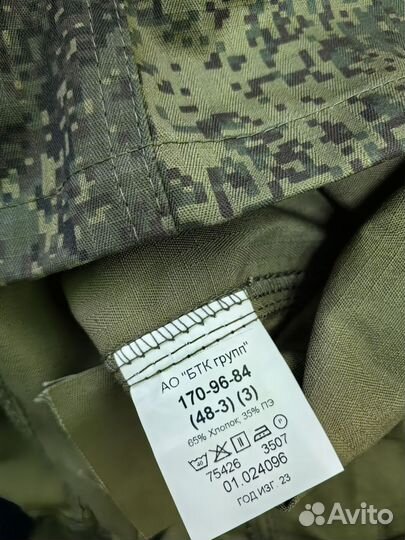 АО "БТК групп"
170-96-84
(48-3) (3)
65% Хлопок, 35% ПЭ
40
75426 3507
01.024096
ГОД ИЗГ. 23
Avito